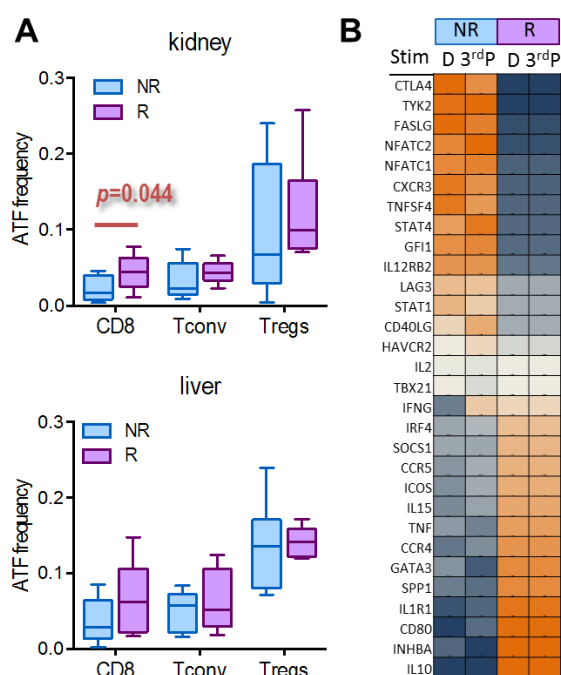 A
kidney
NR
R
p=0.044
ATF frequency
0.3
0.2
0.1
0.0
CD8 Tconv Tregs
liver
NR
R
ATF frequency
0.3
0.2
0.1
0.0
CD8 Tconv Tregs
B
NR R
Stim D 3rdP D 3rdP
CTLA4
TYK2
FASLG
NFATC2
NFATC1
CXCR3
TNFSF4
STAT4
GFI1
IL12RB2
LAG3
STAT1
CD40LG
HAVCR2
IL2
TBX21
IFNG
IRF4
SOCS1
CCR5
ICOS
IL15
TNF
CCR4
GATA3
SPP1
IL1R1
CD80
INHBA
IL10